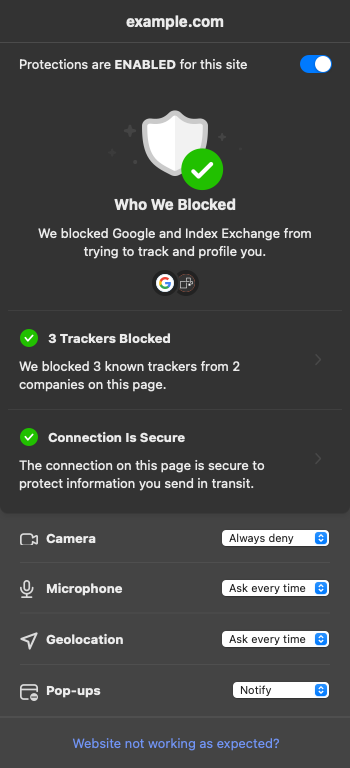 example.com
Protections are ENABLED for this site
Who We Blocked
We blocked Google and Index Exchange from
trying to track and profile you.
3 Trackers Blocked
We blocked 3 known trackers from 2
companies on this page.
Connection Is Secure
The connection on this page is secure to
protect information you send in transit.
Camera Always deny
Microphone Ask every time
Geolocation Ask every time
Pop-ups Notify
Website not working as expected?